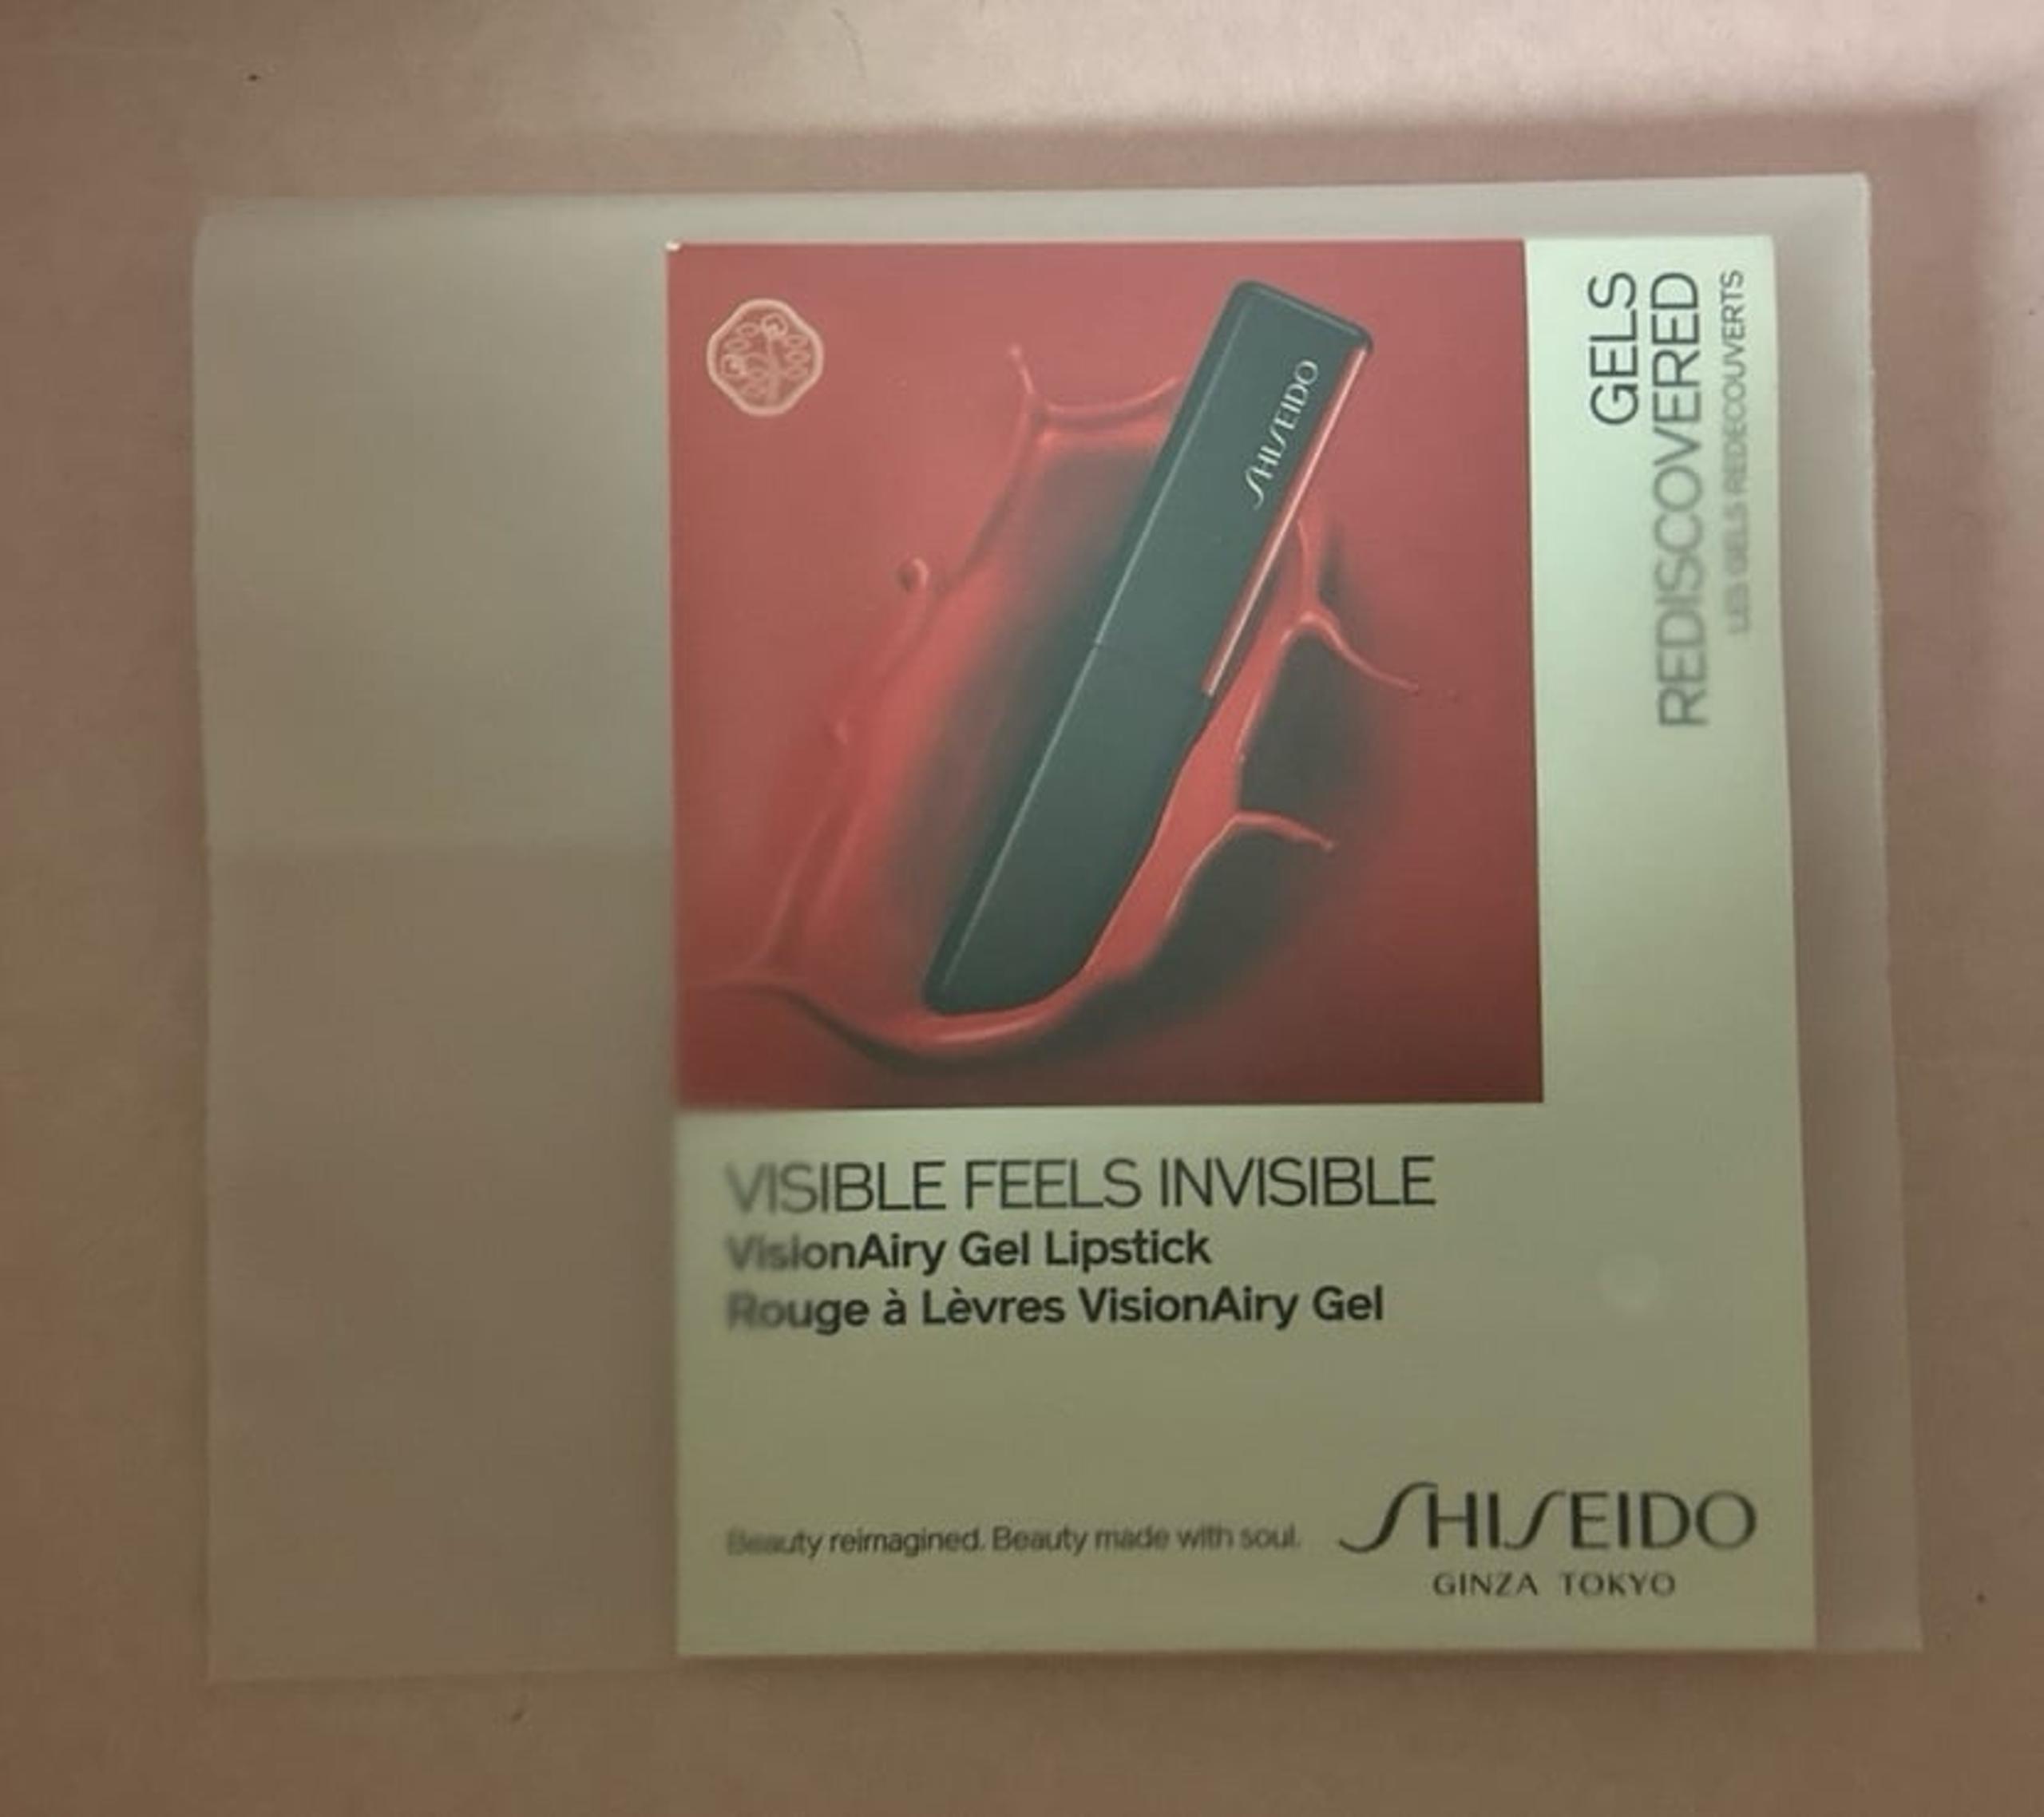 SHISEIDO
GELS
REDISCOVERED
LES GELS REDECOUVERTS
VISIBLE FEELS INVISIBLE
VisionAiry Gel Lipstick
Rouge à Lèvres VisionAiry Gel
Beauty reimagined. Beauty made with soul.
SHISEIDO
GINZA TOKYO